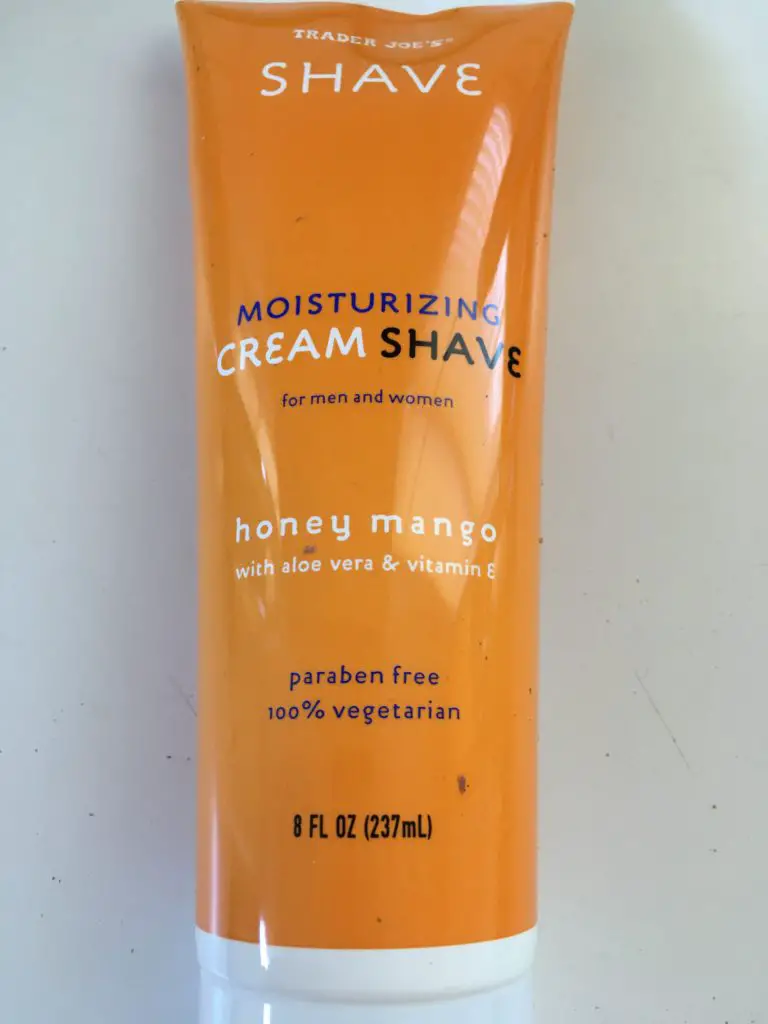 TRADER JOE'S®
SHAVE
MOISTURIZING
CREAM SHAVE
for men and women
honey mango
with aloe vera & vitamin E
paraben free
100% vegetarian
8 FL OZ (237mL)